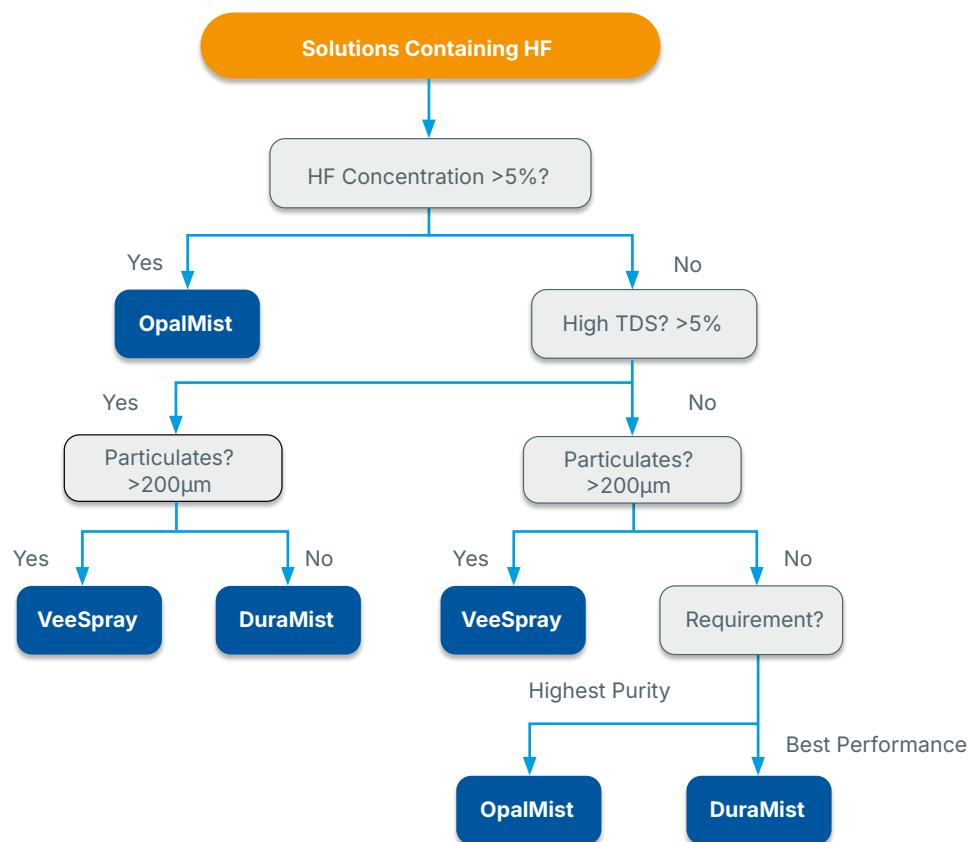 Solutions Containing HF
HF Concentration >5%?
Yes
No
OpalMist
High TDS? >5%
Yes
No
Particulates?
>200µm
Particulates?
>200µm
Yes
No
Yes
No
VeeSpray
DuraMist
VeeSpray
Requirement?
Highest Purity
Best Performance
OpalMist
DuraMist